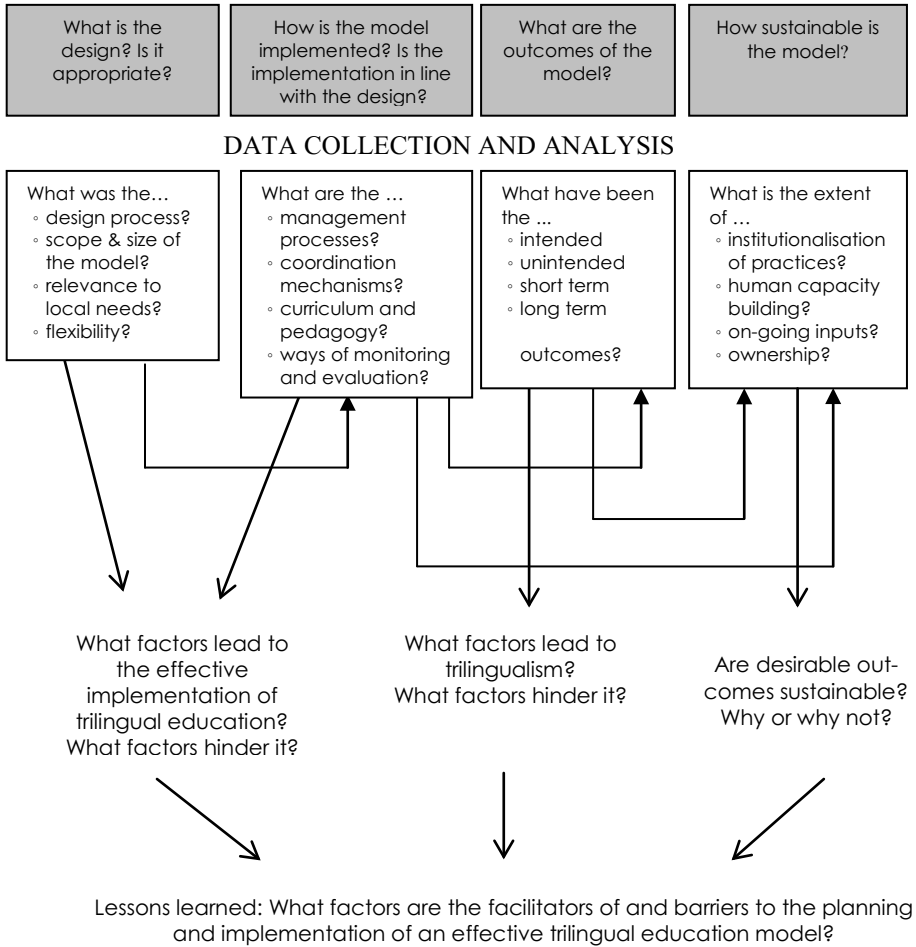 What is the
design? Is it
appropriate?
How is the model
implemented? Is the
implementation in line
with the design?
What are the
outcomes of the
model?
How sustainable is
the model?
DATA COLLECTION AND ANALYSIS
What was the…
◦ design process?
◦ scope & size of
the model?
◦ relevance to
local needs?
◦ flexibility?
What are the …
◦ management
processes?
◦ coordination
mechanisms?
◦ curriculum and
pedagogy?
◦ ways of monitoring
and evaluation?
What have been
the ...
◦ intended
◦ unintended
◦ short term
◦ long term
outcomes?
What is the extent
of …
◦ institutionalisation
of practices?
◦ human capacity
building?
◦ on-going inputs?
◦ ownership?
What factors lead to
the effective
implementation of
trilingual education?
What factors hinder it?
What factors lead to
trilingualism?
What factors hinder it?
Are desirable out-
comes sustainable?
Why or why not?
Lessons learned: What factors are the facilitators of and barriers to the planning
and implementation of an effective trilingual education model?